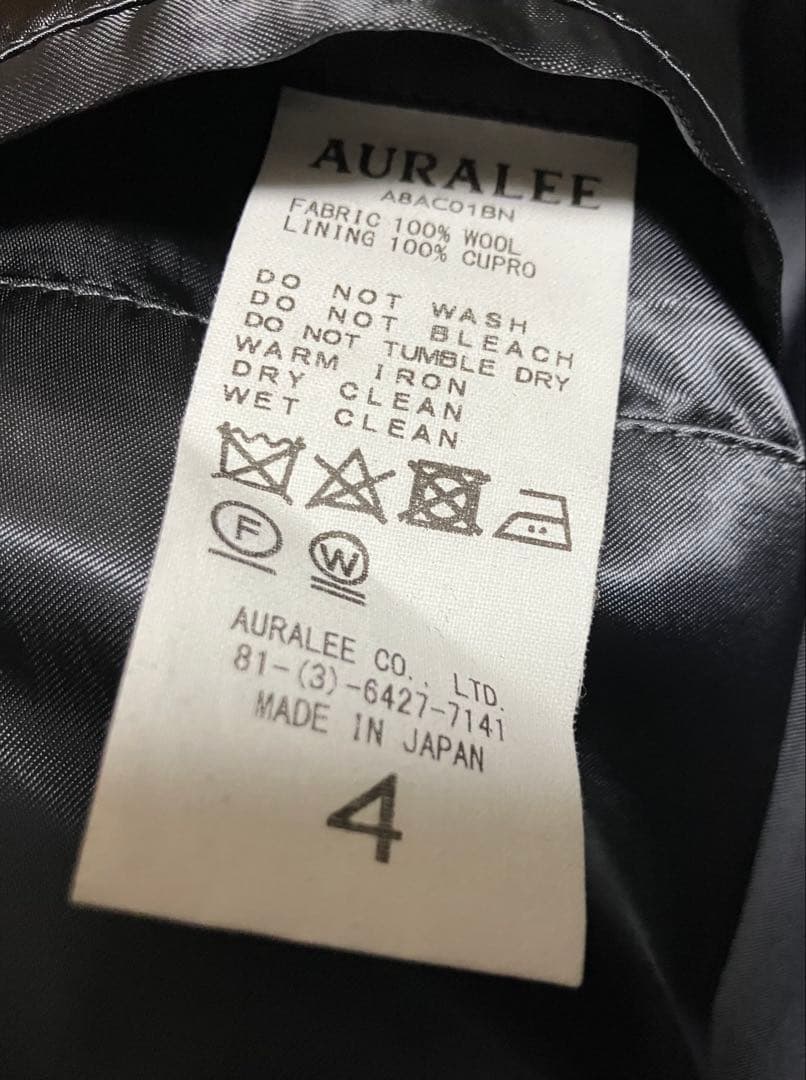 AURALEE
A8AC01BN
FABRIC 100% WOOL
LINING 100% CUPRO
DO NOT WASH
DO NOT BLEACH
DO NOT TUMBLE DRY
WARM IRON
DRY CLEAN
WET CLEAN
F
W
AURALEE CO., LTD.
81-(3)-6427-7141
MADE IN JAPAN
4